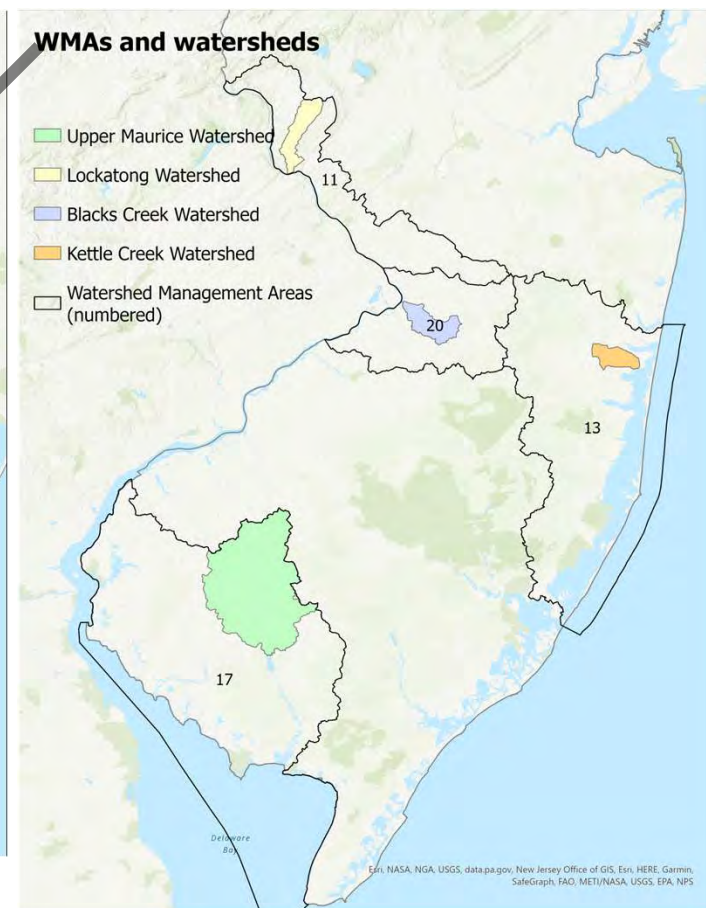 WMAs and watersheds
Upper Maurice Watershed
Lockatong Watershed
Blacks Creek Watershed
Kettle Creek Watershed
Watershed Management Areas
(numbered)
11
20
13
17
Delaware
Bay
Esri, NASA, NGA, USGS, data.pa.gov, New Jersey Office of GIS, Esri, HERE, Garmin,
SafeGraph, FAO, METI/NASA, USGS, EPA, NPS